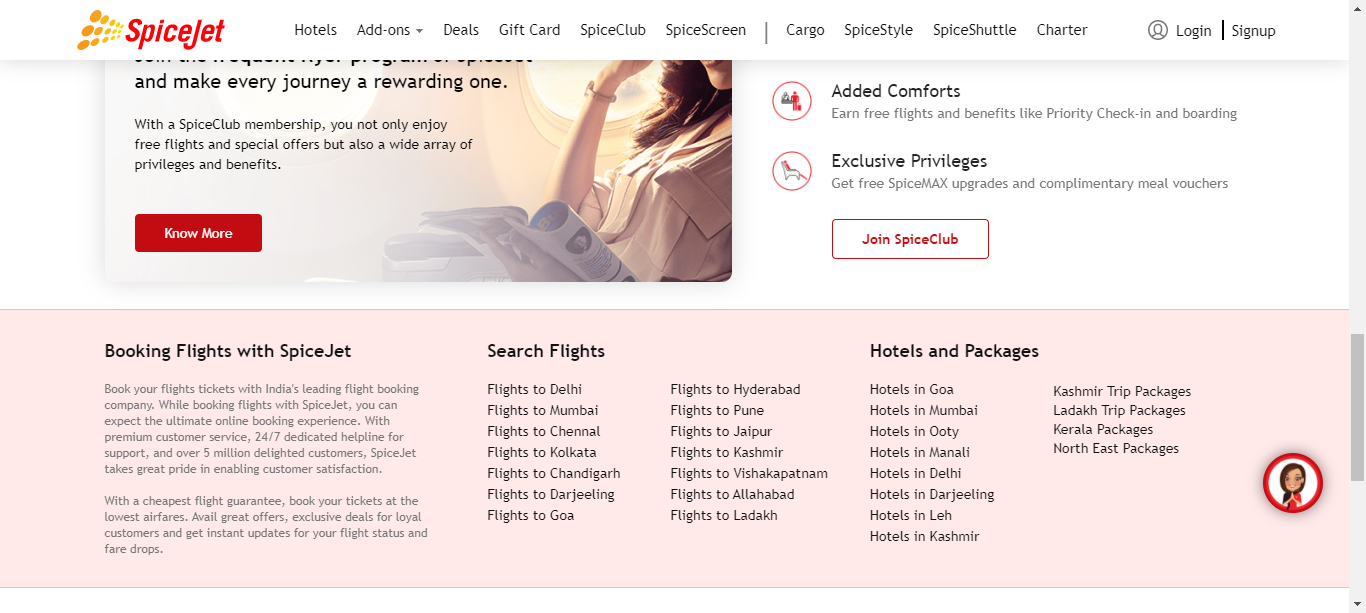 SpiceJet
Hotels
Add-ons
Deals
Gift Card
SpiceClub
SpiceScreen
Cargo
SpiceStyle
SpiceShuttle
Charter
Login
Signup
Join the frequent flyer program of SpiceJet
and make every journey a rewarding one.
With a SpiceClub membership, you not only enjoy
free flights and special offers but also a wide array of
privileges and benefits.
Know More
Added Comforts
Earn free flights and benefits like Priority Check-in and boarding
Exclusive Privileges
Get free SpiceMAX upgrades and complimentary meal vouchers
Join SpiceClub
Booking Flights with SpiceJet
Book your flights tickets with India's leading flight booking
company. While booking flights with SpiceJet, you can
expect the ultimate online booking experience. With
premium customer service, 24/7 dedicated helpline for
support, and over 5 million delighted customers, SpiceJet
takes great pride in enabling customer satisfaction.
With a cheapest flight guarantee, book your tickets at the
lowest airfares. Avail great offers, exclusive deals for loyal
customers and get instant updates for your flight status and
fare drops.
Search Flights
Flights to Delhi
Flights to Mumbai
Flights to Chennal
Flights to Kolkata
Flights to Chandigarh
Flights to Darjeeling
Flights to Goa
Flights to Hyderabad
Flights to Pune
Flights to Jaipur
Flights to Kashmir
Flights to Vishakapatnam
Flights to Allahabad
Flights to Ladakh
Hotels and Packages
Hotels in Goa
Hotels in Mumbai
Hotels in Ooty
Hotels in Manali
Hotels in Delhi
Hotels in Darjeeling
Hotels in Leh
Hotels in Kashmir
Kashmir Trip Packages
Ladakh Trip Packages
Kerala Packages
North East Packages